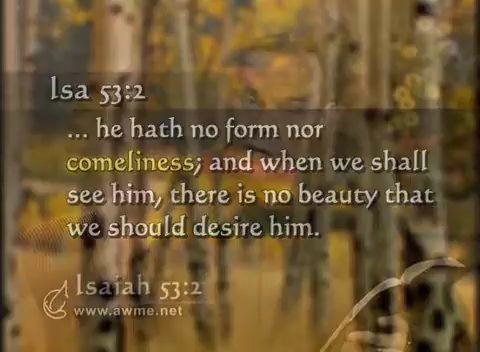 Isa 53:2
... he hath no form nor
comeliness; and when we shall
see him, there is no beauty that
we should desire him.
Isaiah 53:2
www.awme.net